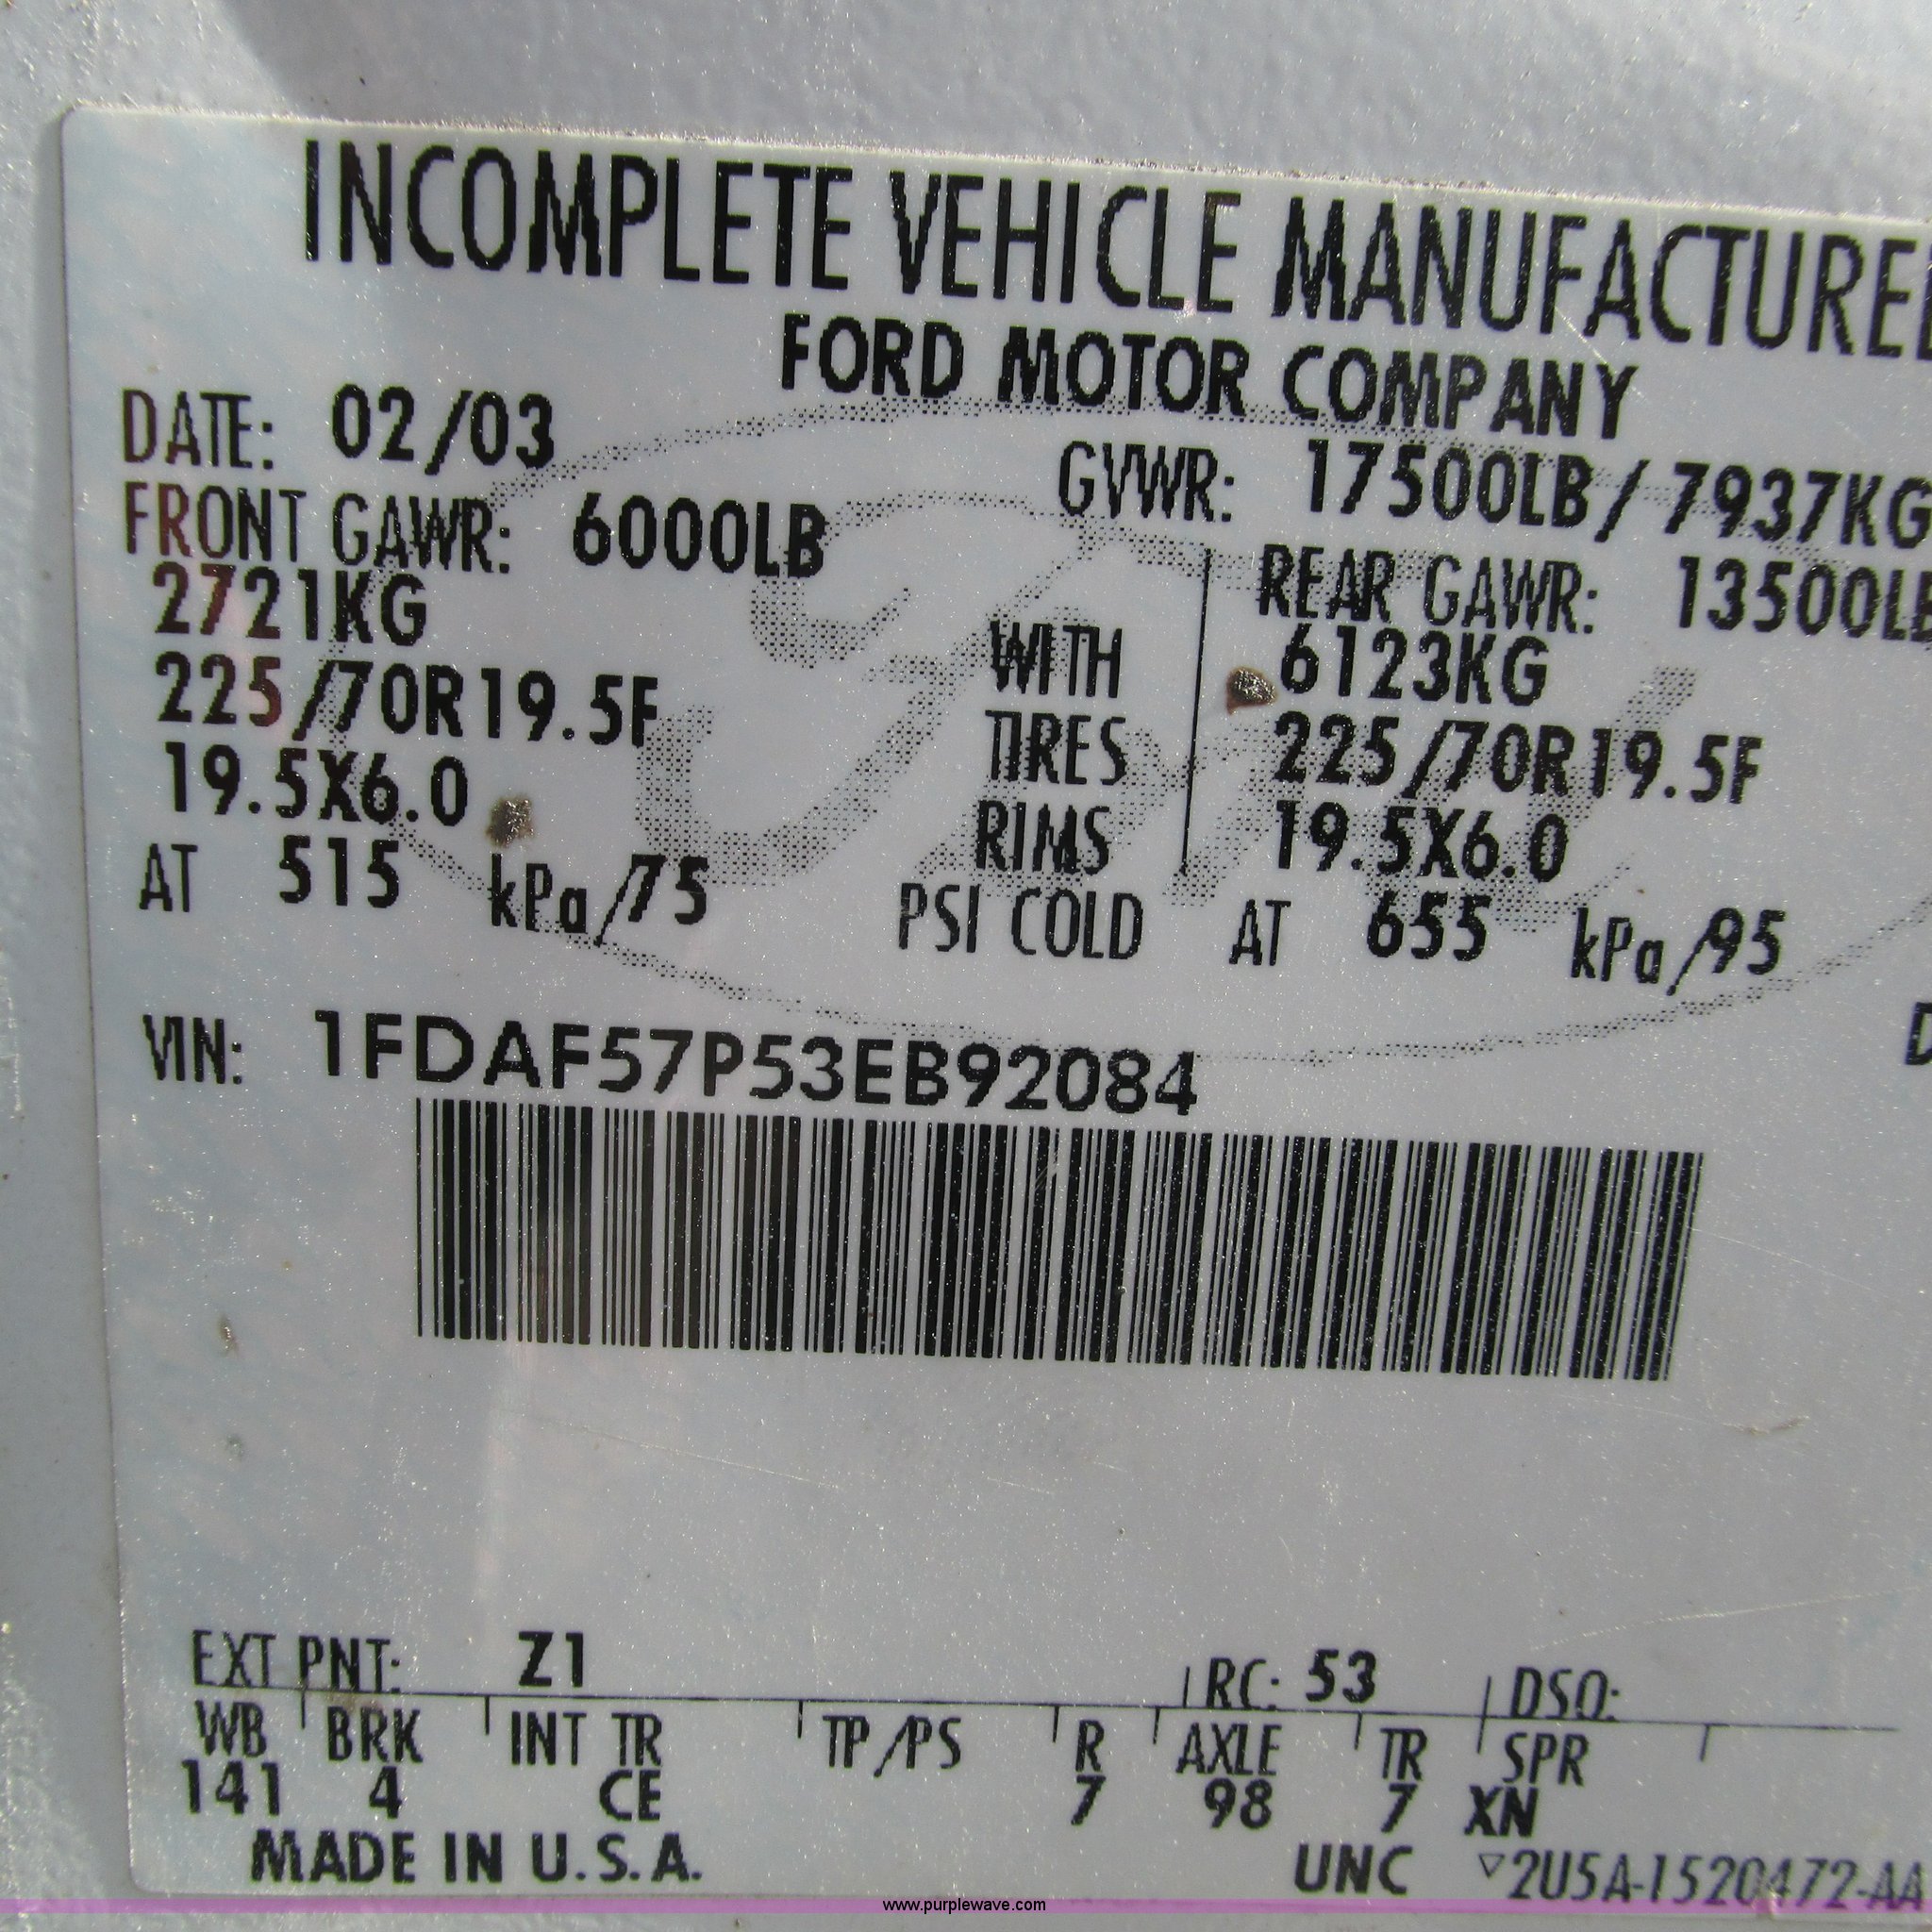 INCOMPLETE VEHICLE MANUFACTURED
FORD MOTOR COMPANY
DATE: 02/03
GVWR: 17500LB/7937KG
FRONT GAWR: 6000LB
REAR GAWR: 13500LB
2721KG WITH 6123KG
225/70R19.5F TIRES 225/70R19.5F
19.5X6.0 RIMS 19.5X6.0
AT 515 kPa/75 PSI COLD AT 655 kPa/95
VIN: 1FDAF57P53EB92084
EXT PNT: Z1 RC: 53 DSO:
WB BRK INT TR TP/PS R AXLE TR SPR
141 4 CE 7 98 7 XN
MADE IN U.S.A. UNC ▽2U5A-1520472-AA
www.purplewave.com